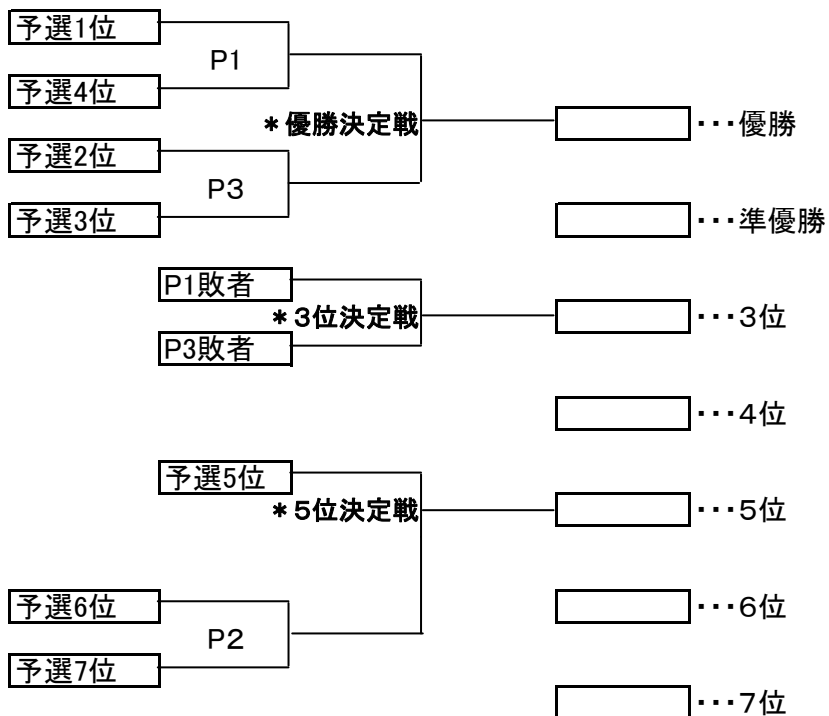 予選1位
P1
予選4位
*優勝決定戦
・・・優勝
予選2位
P3
予選3位
・・・準優勝
P1敗者
*3位決定戦
・・・3位
P3敗者
・・・4位
予選5位
*5位決定戦
・・・5位
予選6位
・・・6位
P2
予選7位
・・・7位